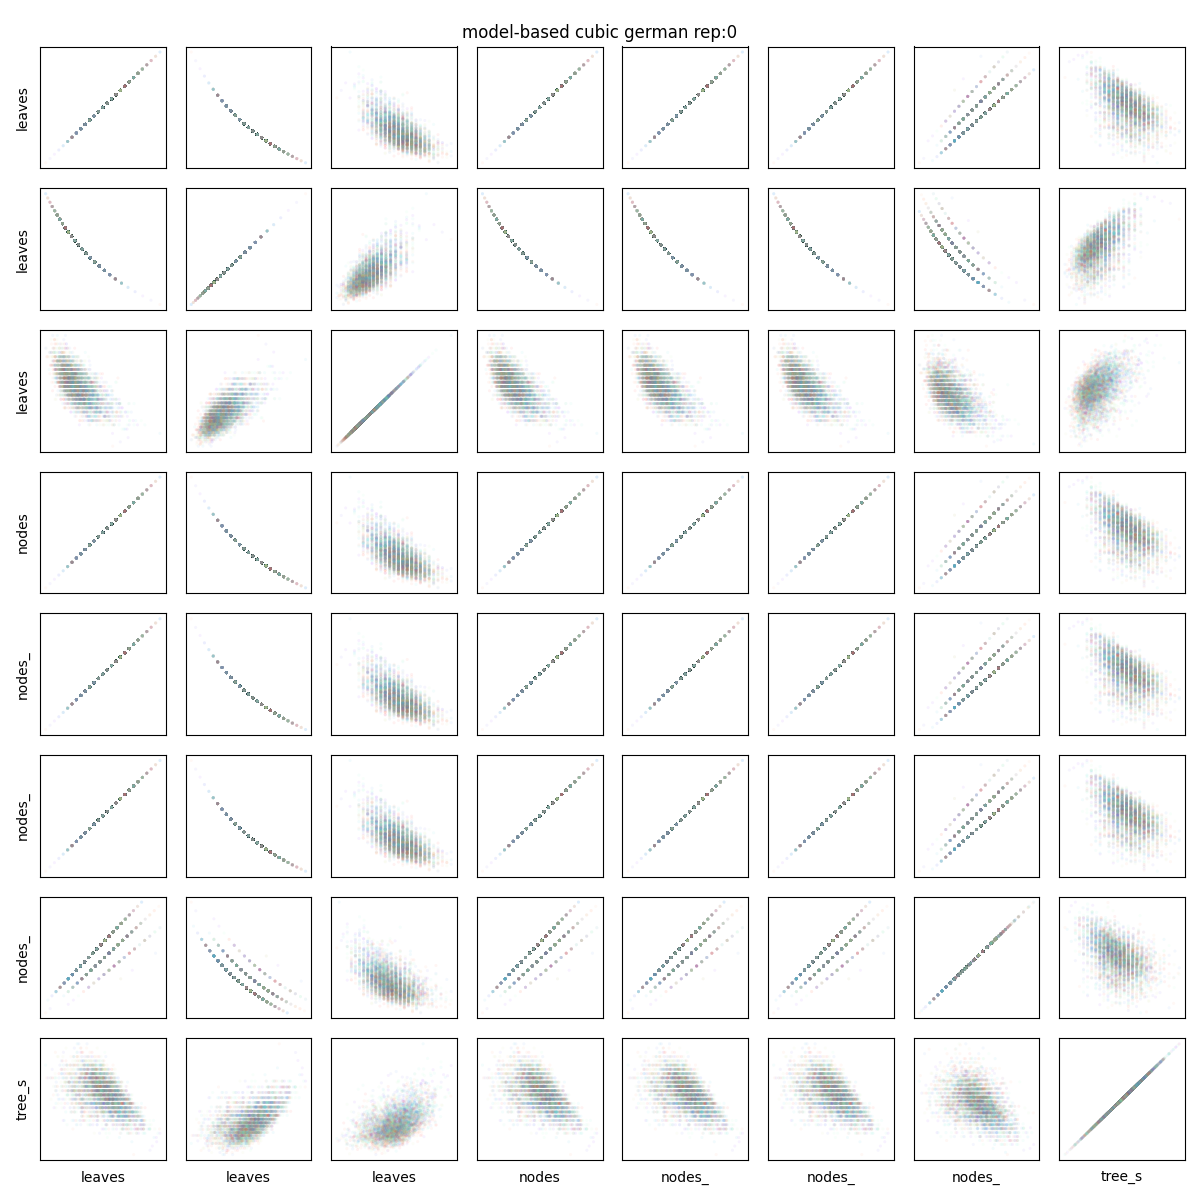 model-based cubic german rep:0
leaves
leaves
leaves
nodes
nodes_
nodes_
nodes_
tree_s
leaves leaves leaves nodes nodes_ nodes_ nodes_ tree_s